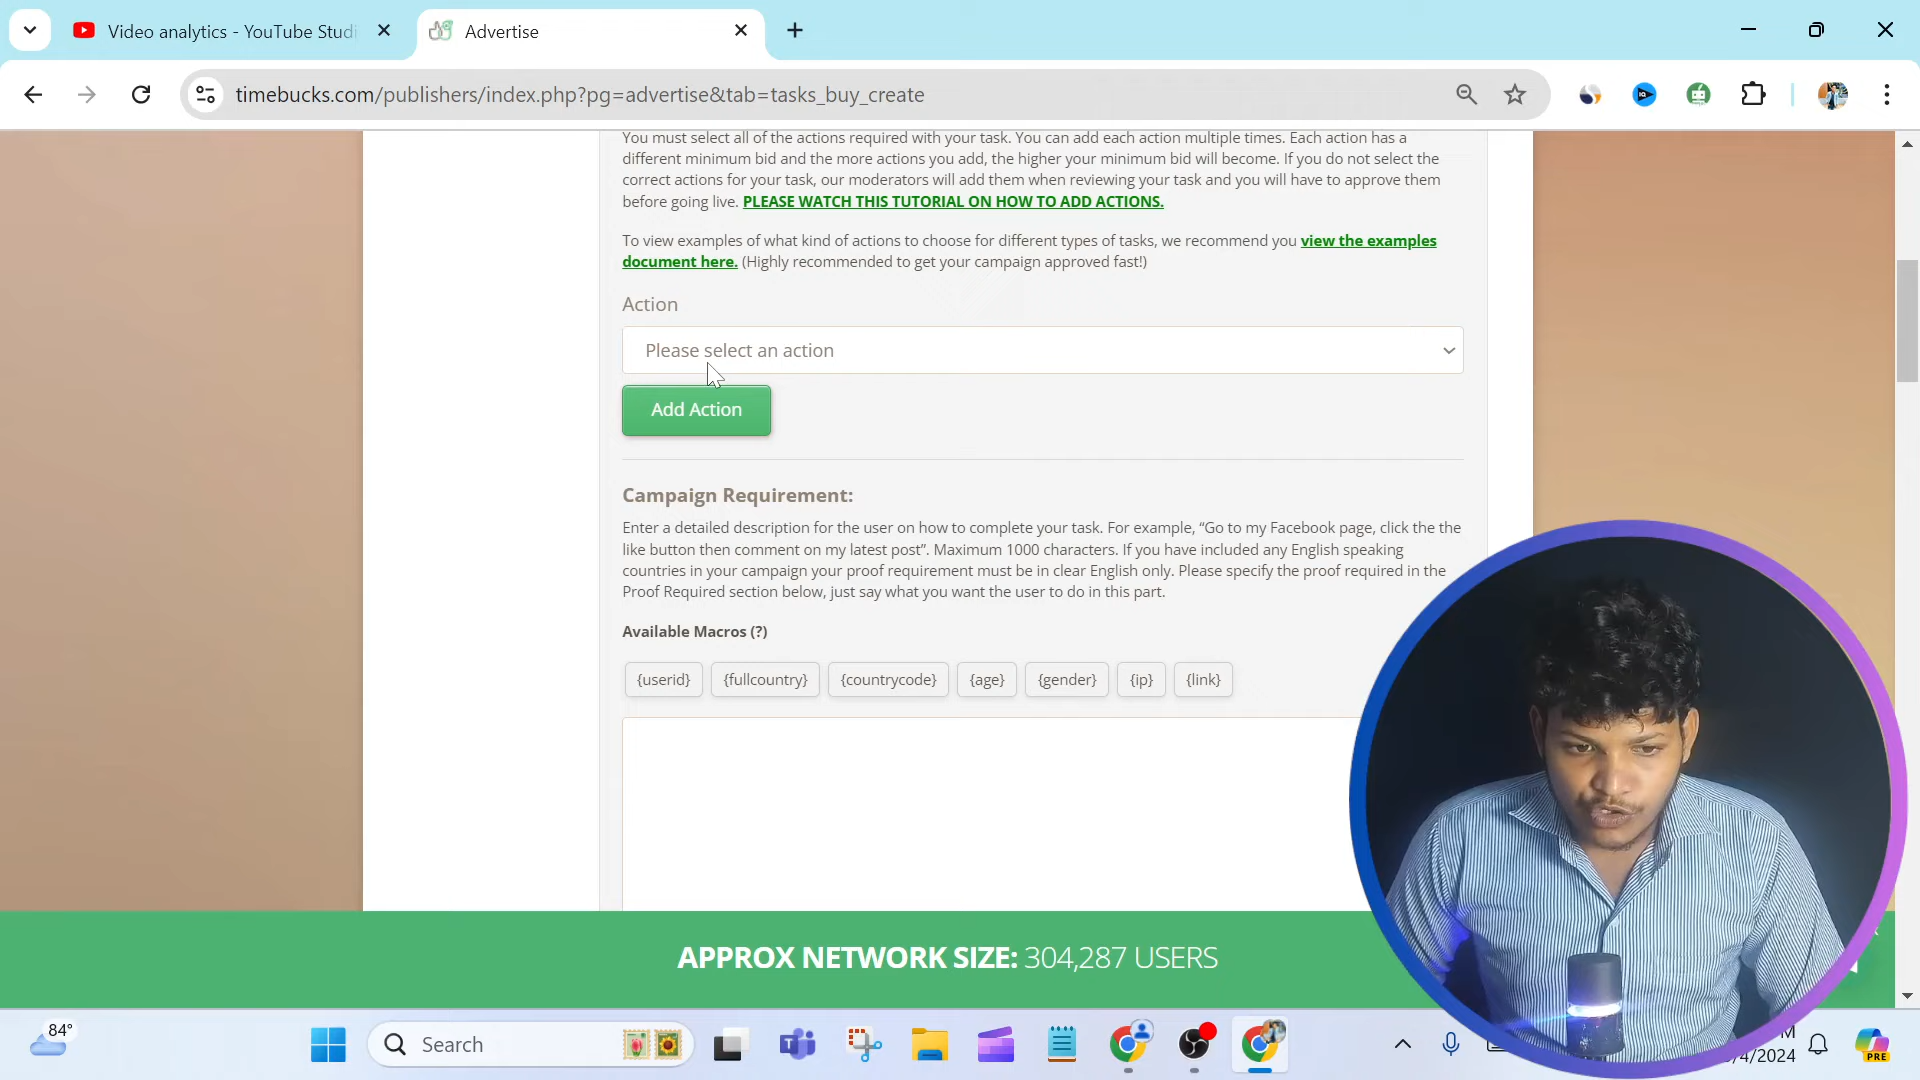 Video analytics - YouTube Studi
Advertise
timebucks.com/publishers/index.php?pg=advertise&tab=tasks_buy_create
You must select all of the actions required with your task. You can add each action multiple times. Each action has a
different minimum bid and the more actions you add, the higher your minimum bid will become. If you do not select the
correct actions for your task, our moderators will add them when reviewing your task and you will have to approve them
before going live. PLEASE WATCH THIS TUTORIAL ON HOW TO ADD ACTIONS.
To view examples of what kind of actions to choose for different types of tasks, we recommend you view the examples
document here. (Highly recommended to get your campaign approved fast!)
Action
Please select an action
Add Action
Campaign Requirement:
Enter a detailed description for the user on how to complete your task. For example, “Go to my Facebook page, click the the
like button then comment on my latest post”. Maximum 1000 characters. If you have included any English speaking
countries in your campaign your proof requirement must be in clear English only. Please specify the proof required in the
Proof Required section below, just say what you want the user to do in this part.
Available Macros (?)
{userid} {fullcountry} {countrycode} {age} {gender} {ip} {link}
APPROX NETWORK SIZE: 304,287 USERS
84°
Search
M
/4/2024
PRE